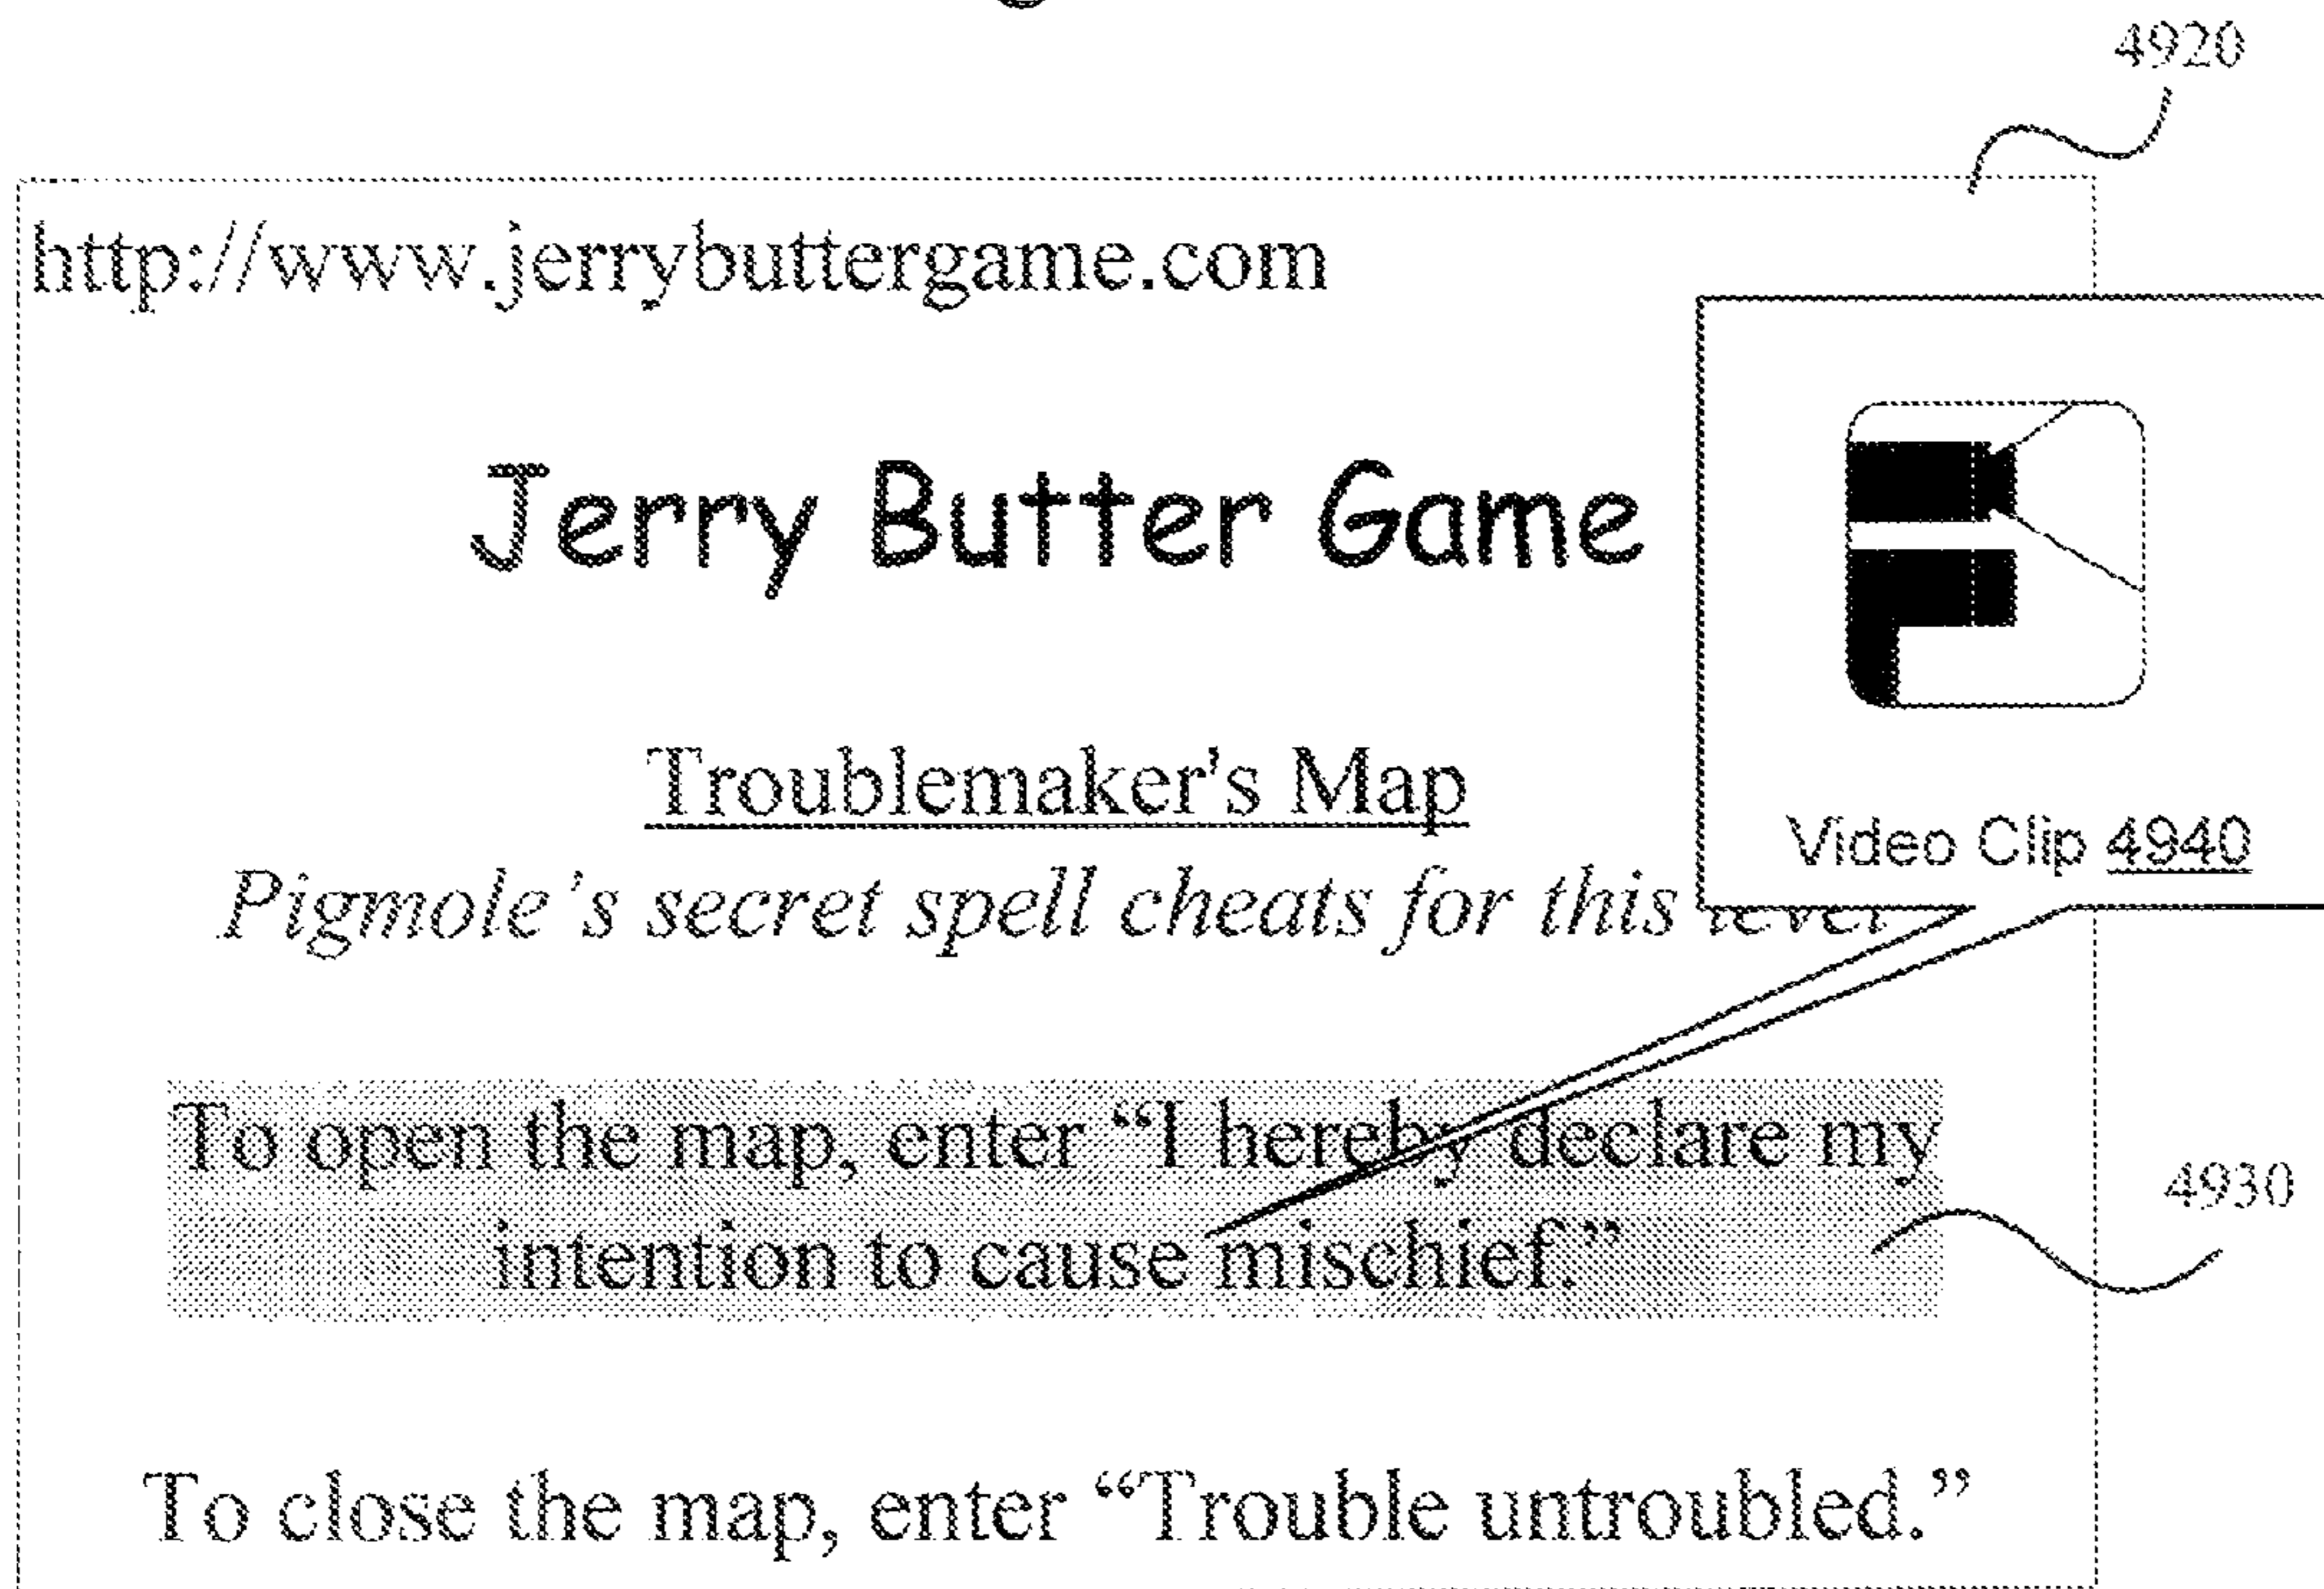 4920
http://www.jerrybuttergame.com
Jerry Butter Game
Troublemaker's Map
Video Clip 4940
Pigmole's secret spell cheats for this level
To open the map, enter “I hereby declare my
4930
intention to cause mischief.”
To close the map, enter “Trouble untroubled.”